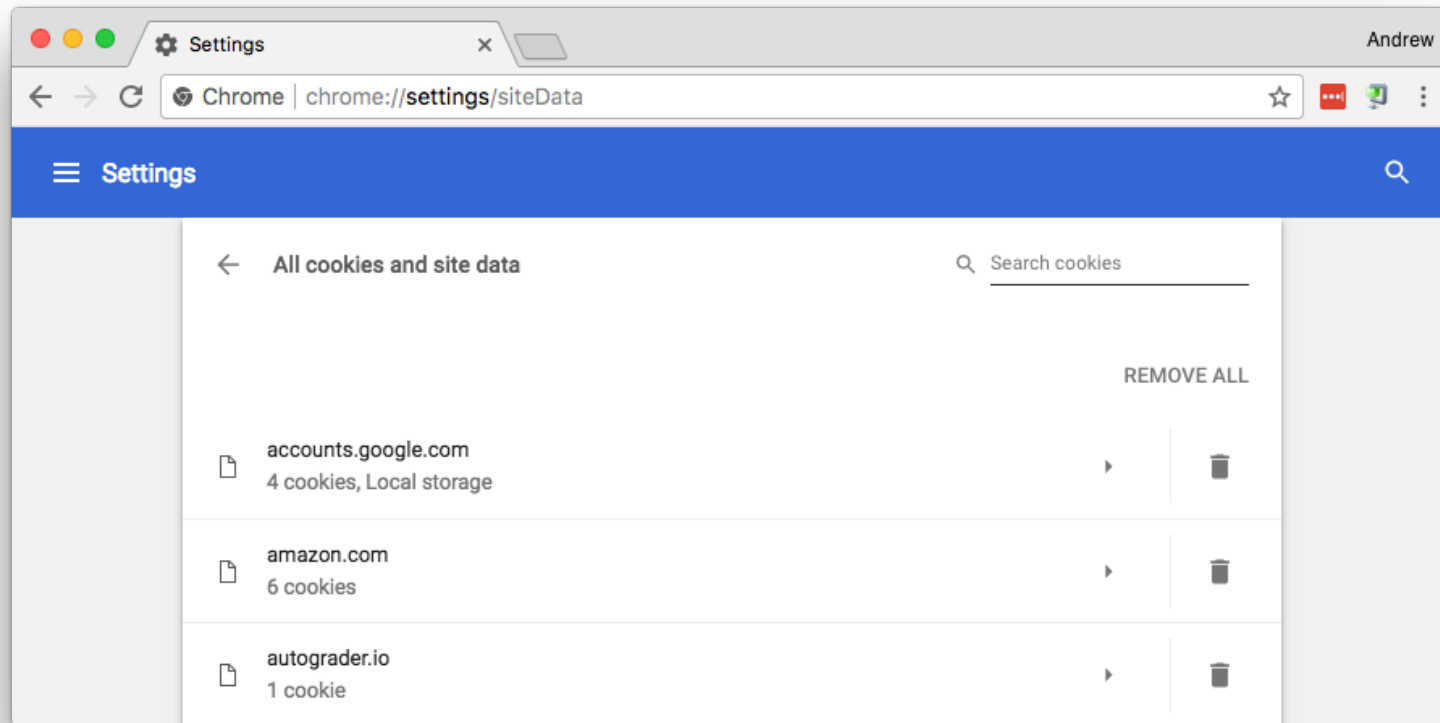 Settings
Andrew
Chrome chrome://settings/siteData
Settings
All cookies and site data
Search cookies
REMOVE ALL
accounts.google.com
4 cookies, Local storage
amazon.com
6 cookies
autograder.io
1 cookie